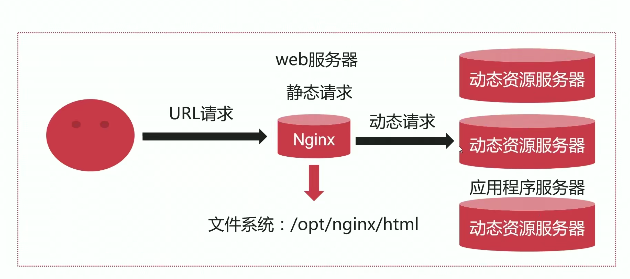 web服务器
静态请求
URL请求
Nginx
动态请求
动态资源服务器
动态资源服务器
应用程序服务器
动态资源服务器
文件系统：/opt/nginx/html